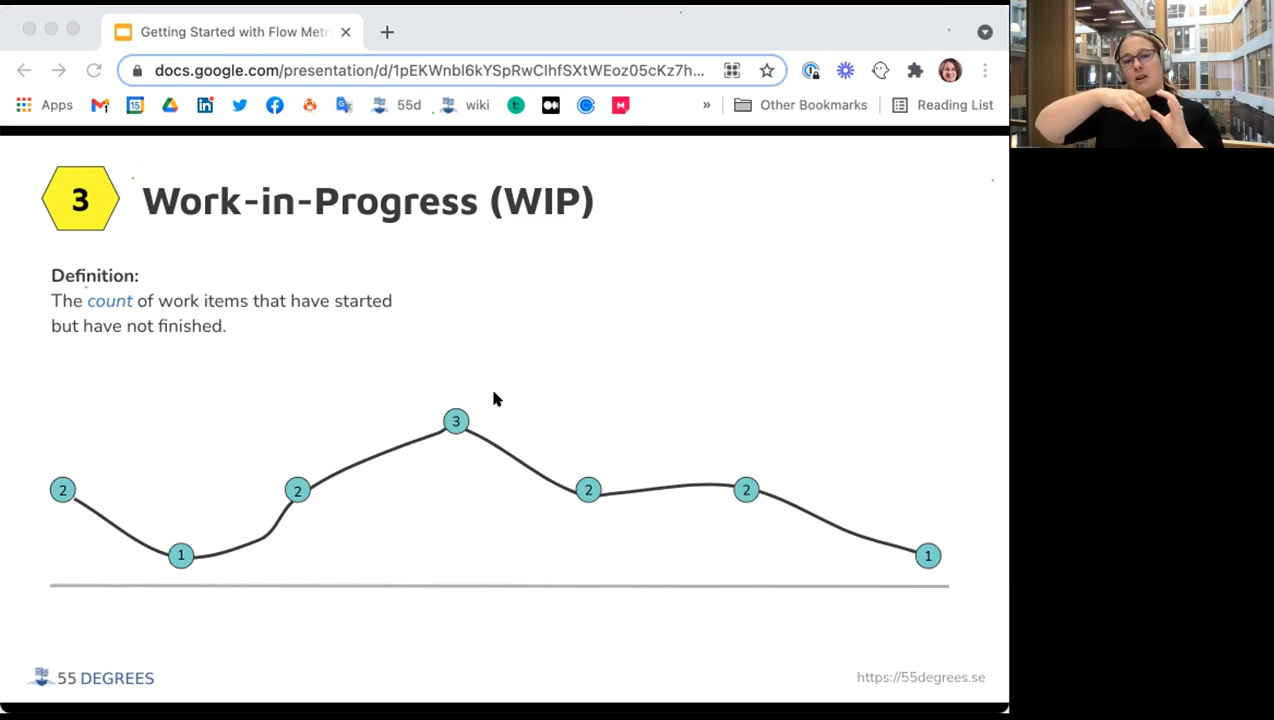 Getting Started with Flow Metr
docs.google.com/presentation/d/1pEKWnbl6kYSpRwClhfSXtWEoz05cKz7h...
Apps
15
55d
wiki
»
Other Bookmarks
Reading List
3
Work-in-Progress (WIP)
Definition:
The count of work items that have started
but have not finished.
3
2
2
2
2
1
1
55 DEGREES
https://55degrees.se